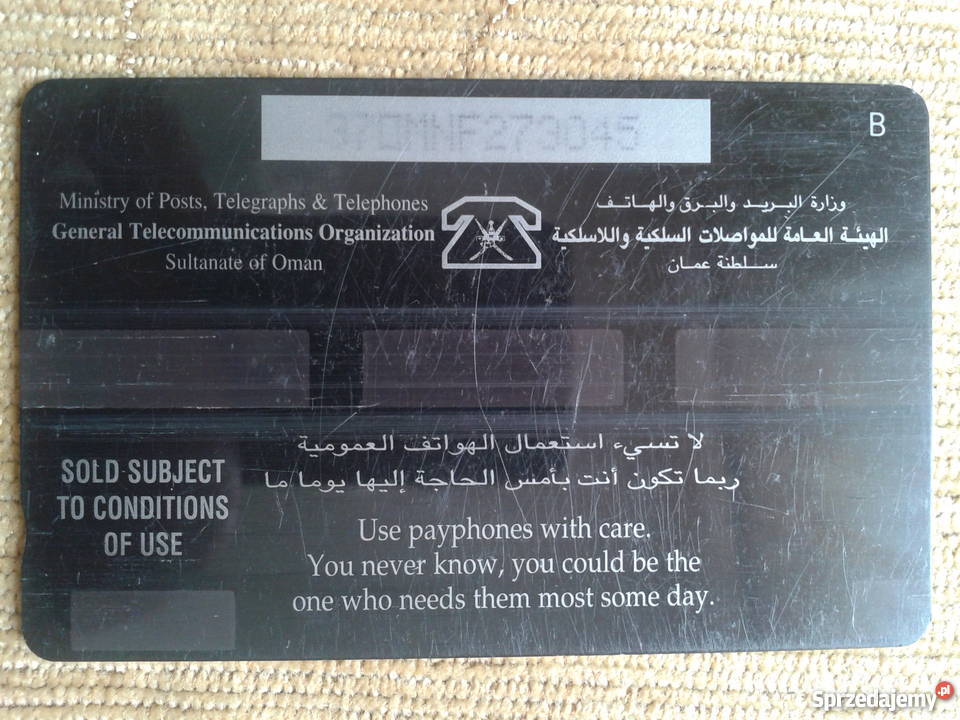 37OMNF273045
B
Ministry of Posts, Telegraphs & Telephones
General Telecommunications Organization
Sultanate of Oman
وزارة البريد والبرق والهاتف
الهيئة العامة للمواصلات السلكية واللاسلكية
سلطنة عمان
لا تسيء استعمال الهواتف العمومية
ربما تكون أنت بأمس الحاجة إليها يوما ما
SOLD SUBJECT
TO CONDITIONS
OF USE
Use payphones with care.
You never know, you could be the
one who needs them most some day.
Sprzedajemy.pl